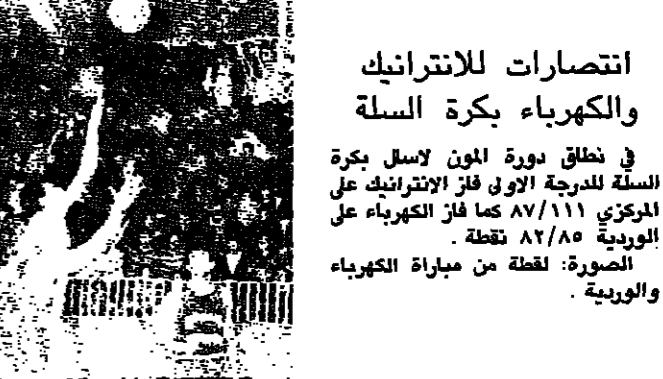 انتصارات للانترانيك
والكهرباء بكرة السلة
في نطاق دورة المون لاسال بكرة
السلة للدرجة الاولى فاز الانترانيك على
المركزي ٨٧/١١١ كما فاز الكهرباء على
الوردية ٨٢/٨٥ نقطة .
الصورة: لقطة من مباراة الكهرباء
والوردية .